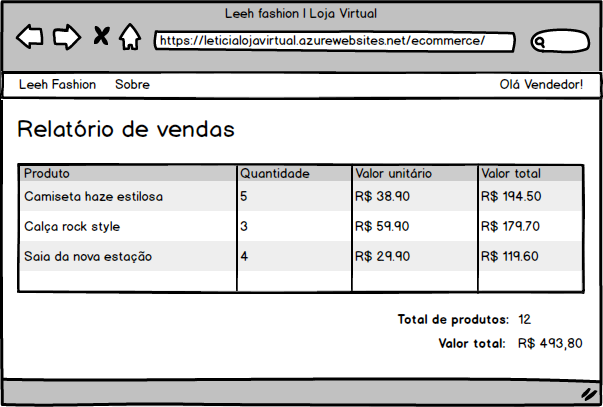 Leeh fashion | Loja Virtual
https://leticialojavirtual.azurewebsites.net/ecommerce/
Leeh Fashion Sobre Olá Vendedor!
Relatório de vendas
Produto Quantidade Valor unitário Valor total
Camiseta haze estilosa 5 R$ 38.90 R$ 194.50
Calça rock style 3 R$ 59.90 R$ 179.70
Saia da nova estação 4 R$ 29.90 R$ 119.60
Total de produtos: 12
Valor total: R$ 493,80